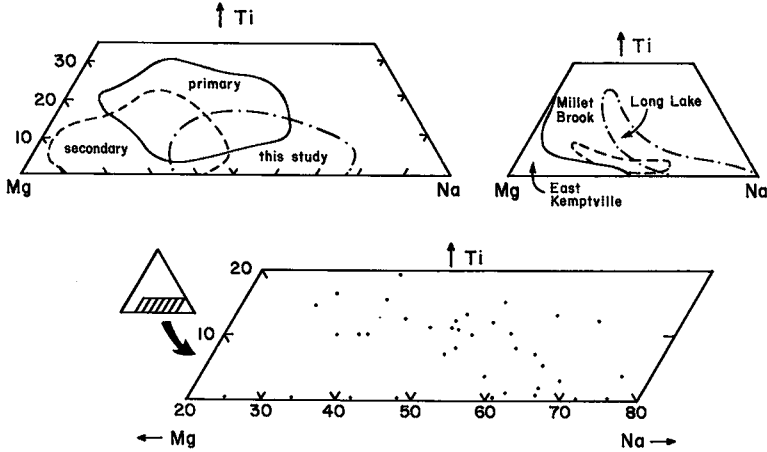 Ti
30
20
10
primary
secondary
this study
Mg
Na
Ti
Millet
Brook
Long Lake
Mg
Na
East
Kemptville
Ti
20
10
20 30 40 50 60 70 80
Mg
Na